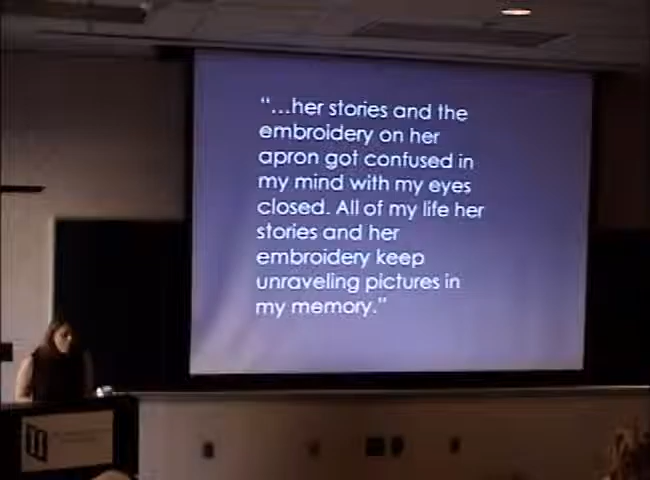 “...her stories and the
embroidery on her
apron got confused in
my mind with my eyes
closed. All of my life her
stories and her
embroidery keep
unraveling pictures in
my memory.”